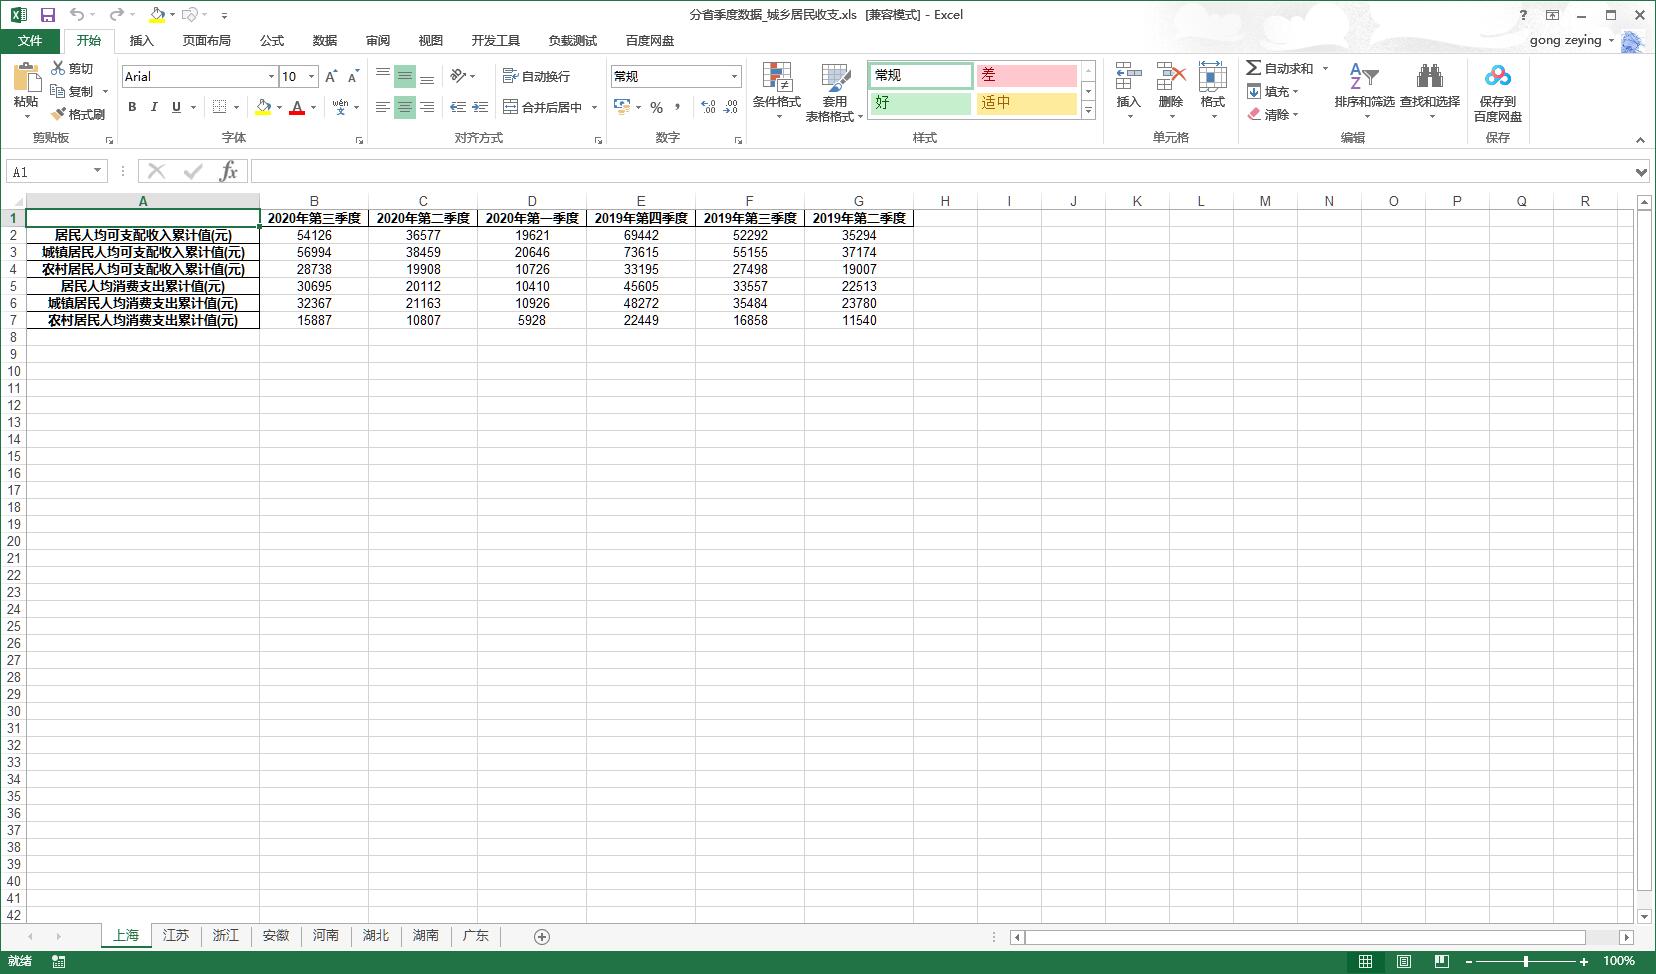 分省季度数据_城乡居民收支.xls [兼容模式] - Excel
文件 开始 插入 页面布局 公式 数据 审阅 视图 开发工具 负载测试 百度网盘 gong zeying
粘贴 剪切 复制 格式刷
剪贴板
Arial 10
B I U wén
字体
自动换行
合并后居中
对齐方式
常规
%
数字
条件格式 套用表格格式
常规 差
好 适中
样式
插入 删除 格式
单元格
自动求和
填充
清除
排序和筛选 查找和选择
编辑
保存到百度网盘
保存
A1 fx
A B C D E F G H I J K L M N O P Q R
1 2020年第三季度 2020年第二季度 2020年第一季度 2019年第四季度 2019年第三季度 2019年第二季度
2 居民人均可支配收入累计值(元) 54126 36577 19621 69442 52292 35294
3 城镇居民人均可支配收入累计值(元) 56994 38459 20646 73615 55155 37174
4 农村居民人均可支配收入累计值(元) 28738 19908 10726 33195 27498 19007
5 居民人均消费支出累计值(元) 30695 20112 10410 45605 33557 22513
6 城镇居民人均消费支出累计值(元) 32367 21163 10926 48272 35484 23780
7 农村居民人均消费支出累计值(元) 15887 10807 5928 22449 16858 11540
8
9
10
11
12
13
14
15
16
17
18
19
20
21
22
23
24
25
26
27
28
29
30
31
32
33
34
35
36
37
38
39
40
41
42
上海 江苏 浙江 安徽 河南 湖北 湖南 广东
就绪 100%